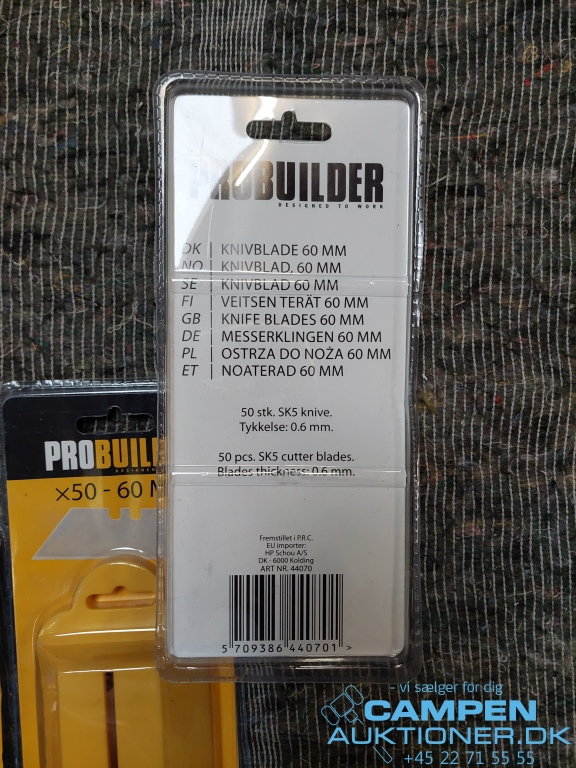 PROBUILDER
DESIGNED TO WORK
DK | KNIVBLADE 60 MM
NO | KNIVBLAD, 60 MM
SE | KNIVBLAD 60 MM
FI | VEITSEN TERÄT 60 MM
GB | KNIFE BLADES 60 MM
DE | MESSERKLINGEN 60 MM
PL | OSTRZA DO NOŻA 60 MM
ET | NOATERAD 60 MM
50 stk. SK5 knive.
Tykkelse: 0.6 mm.
50 pcs. SK5 cutter blades.
Blades thickness: 0.6 mm.
Fremstillet i P.R.C.
EU importer:
HP Schou A/S
DK - 6000 Kolding
ART NR. 44070
5 709386 440701 >
PROBUILD
DESIGNED
x50 - 60 M
vi sælger for dig
CAMPEN
AUKTIONER.DK
+45 22 71 55 55